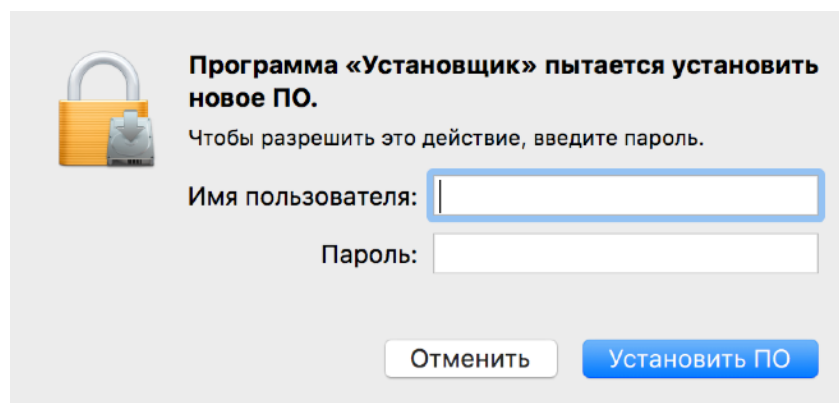 Программа «Установщик» пытается установить
новое ПО.
Чтобы разрешить это действие, введите пароль.
Имя пользователя:
Пароль:
Отменить
Установить ПО